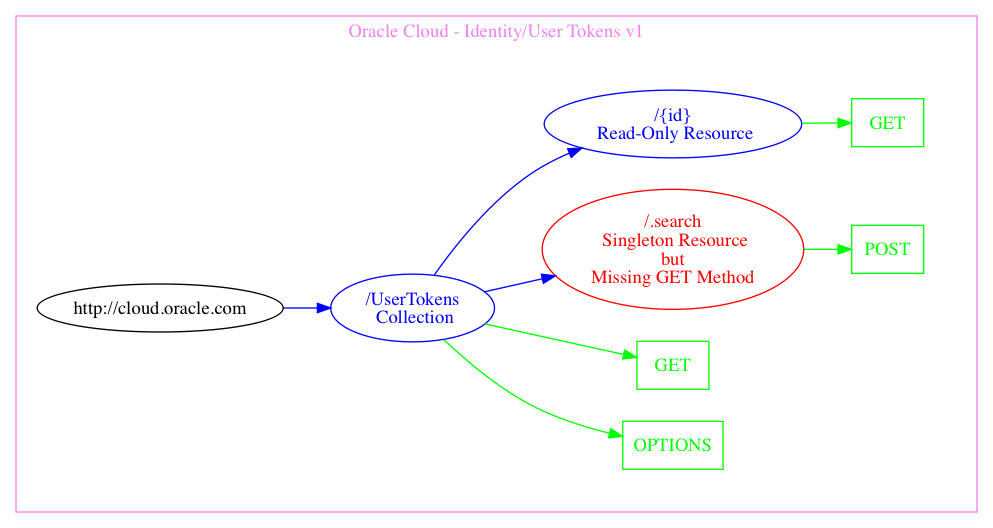 Oracle Cloud - Identity/User Tokens v1
/{id}
Read-Only Resource
GET
/.search
Singleton Resource
but
Missing GET Method
POST
http://cloud.oracle.com
/UserTokens
Collection
GET
OPTIONS